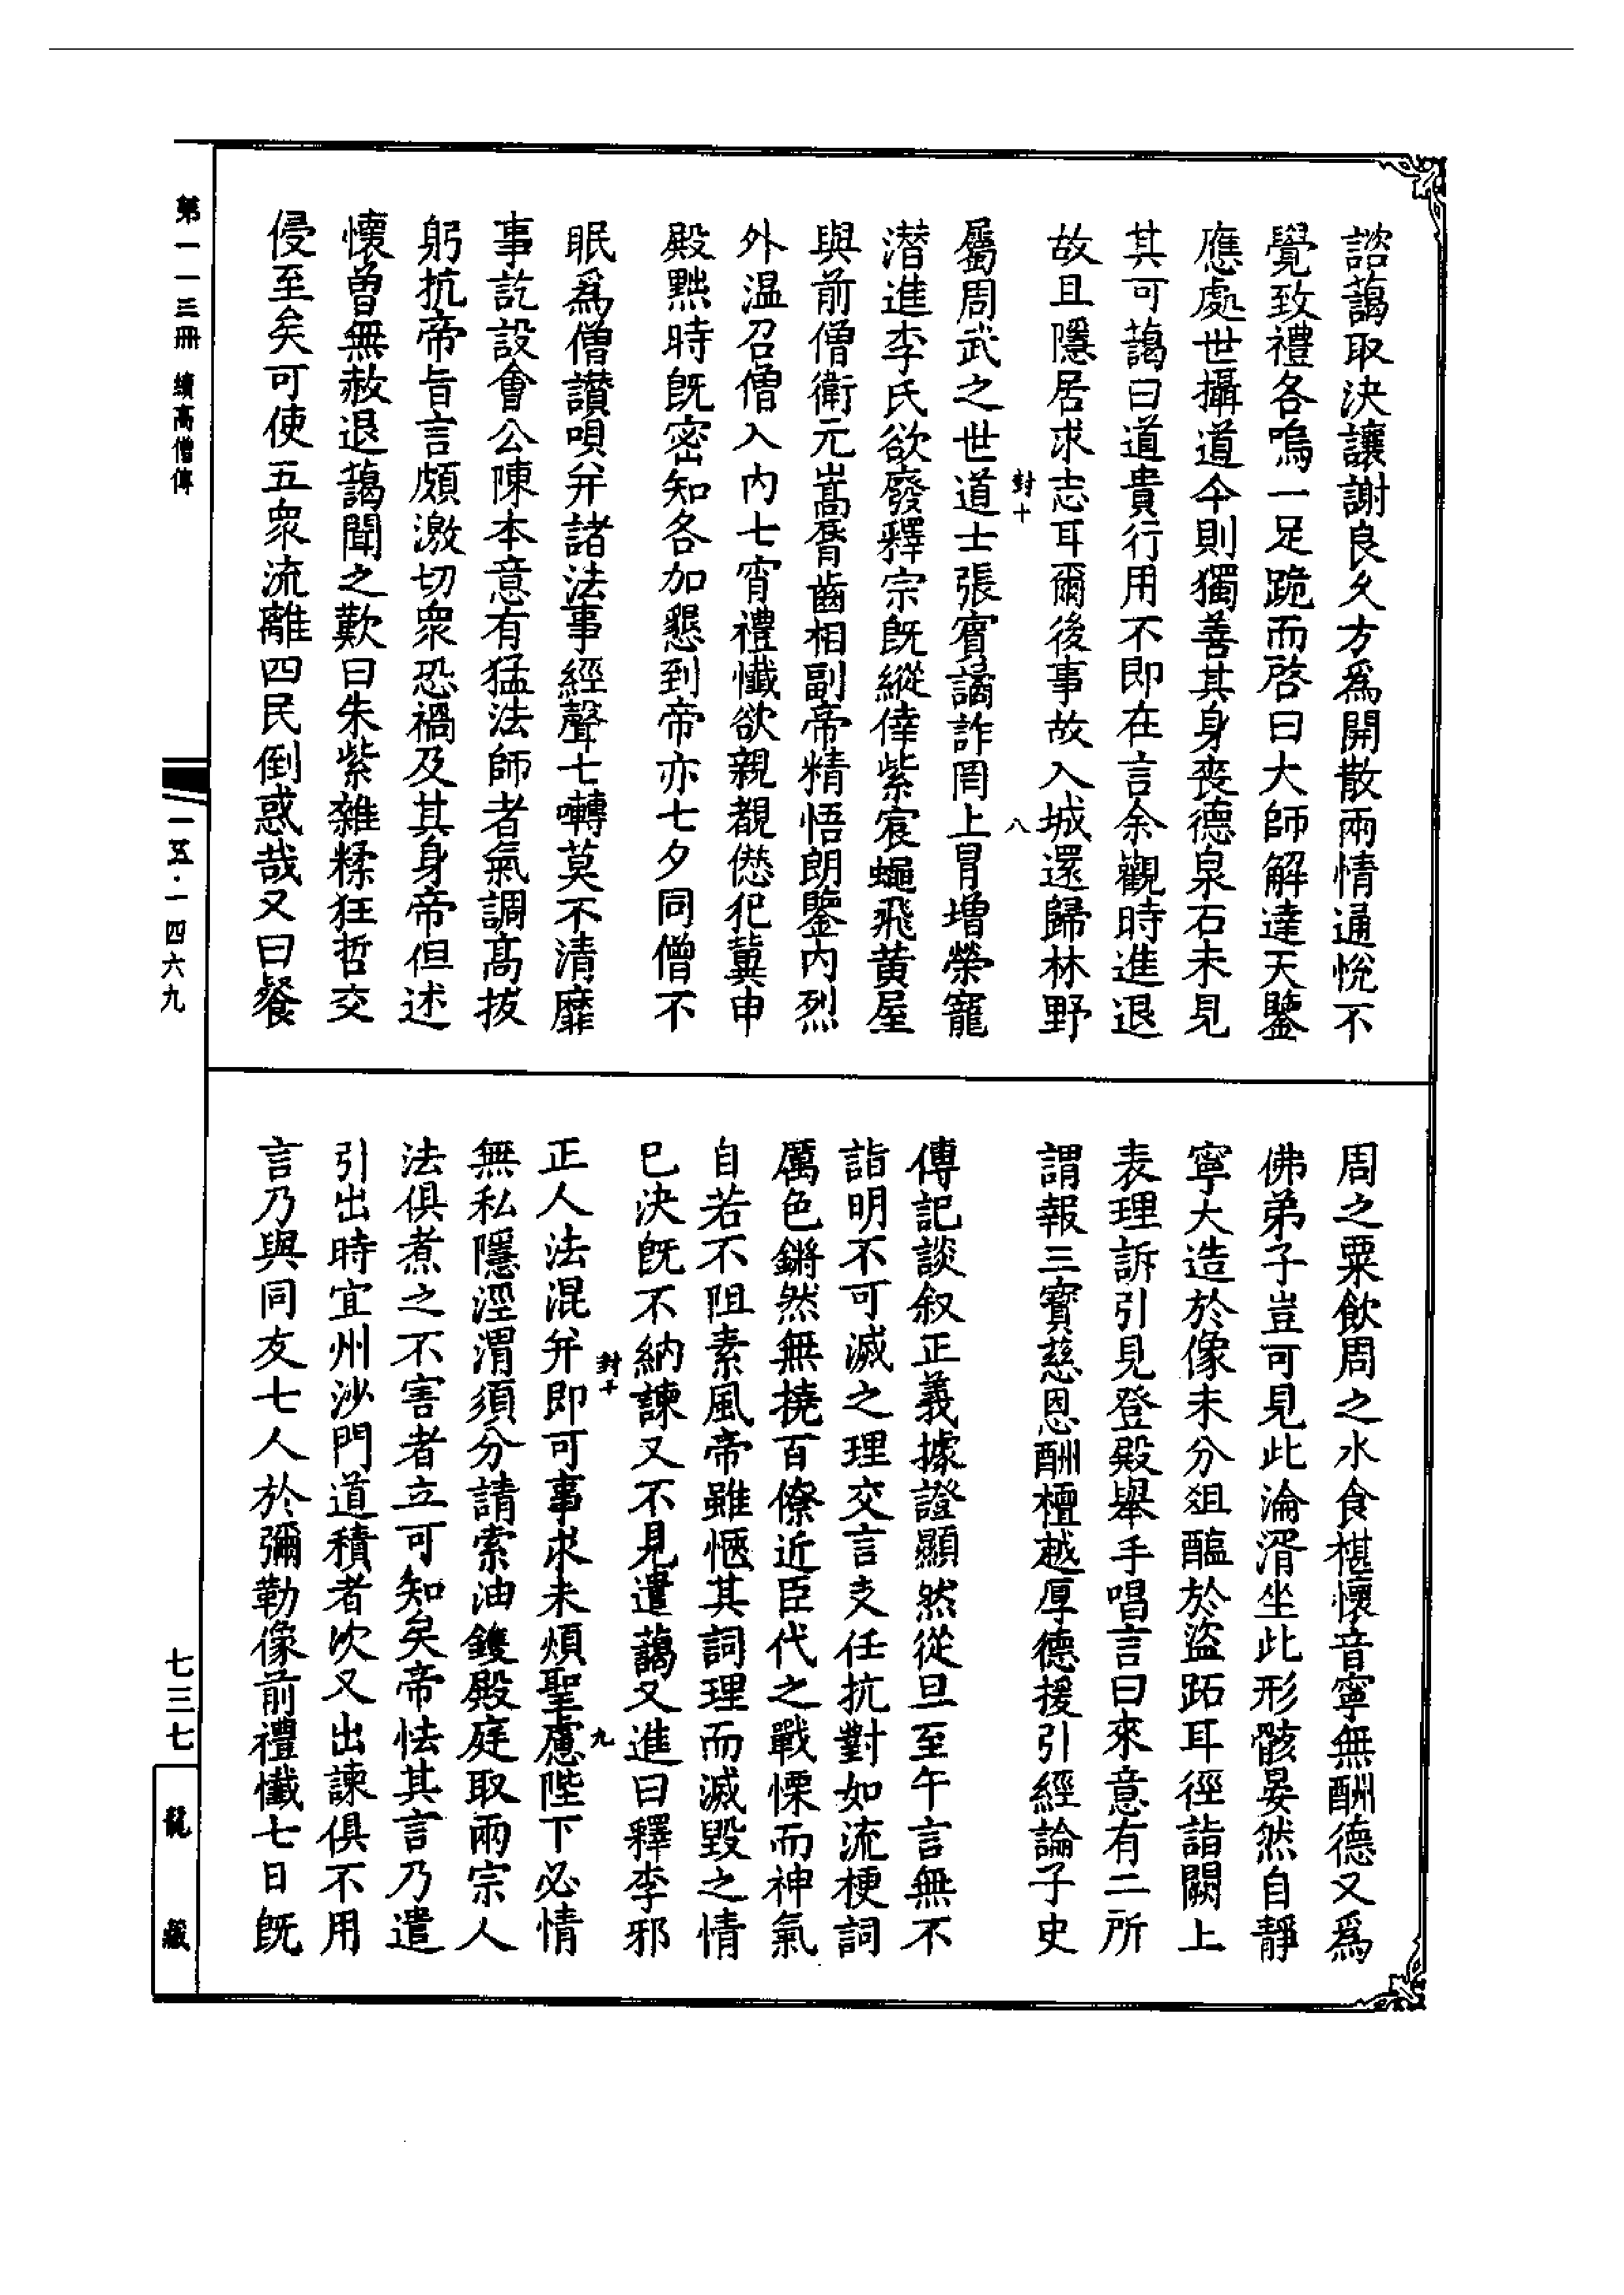 諮藹取決讓謝良久方爲開散兩情通悅不
覺致禮各嗚一足跪而啓曰大師解達天鑒
應處世攝道今則獨善其身喪德泉石未見
其可藹曰道貴行用不即在言余觀時進退
故且隱居求志耳爾後事故入城還歸林野
封十
八
屬周武之世道士張賓譎詐罔上冐增榮寵
潛進李氏欲廢釋宗旣縱倖紫宸蠅飛黃屋
與前僧衛元嵩脣齒相副帝精悟朗鑒內烈
外温召僧入內七宵禮懺欲親覩僽犯冀申
殿黜時旣密知各加懇到帝亦七夕同僧不
眠爲僧讃唄弁諸法事經聲七囀莫不清靡
事訖設會公陳本意有猛法師者氣調高拔
躬抗帝旨言頗激切衆恐禍及其身帝但述
懷曾無赦退藹聞之歎曰朱紫雜糅狂哲交
侵至矣可使五衆流離四民倒惑哉又曰餐
第一一三冊 續高僧傳
一五·一四六九
周之粟飲周之水食椹懷音寧無酬德又爲
佛弟子豈可見此淪湑坐此形骸晏然自靜
寧大造於像未分俎醢於盜跖耳徑詣闕上
表理訴引見登殿舉手唱言曰來意有二所
謂報三寶慈恩酬檀越厚德援引經論子史
傳記談叙正義據證顯然從旦至午言無不
詣明不可滅之理交言支任抗對如流梗詞
厲色鏘然無撓百僚近臣代之戰慄而神氣
自若不阻素風帝雖愜其詞理而滅毀之情
已決旣不納諫又不見遣藹又進曰釋李邪
封十
九
正人法混弁即可事求未煩聖慮陛下必情
無私隱涇渭須分請索油鑊殿庭取兩宗人
法俱煮之不害者立可知矣帝怯其言乃遣
引出時宜州沙門道積者次又出諫俱不用
言乃與同友七人於彌勒像前禮懺七日旣
七三七
龍 藏